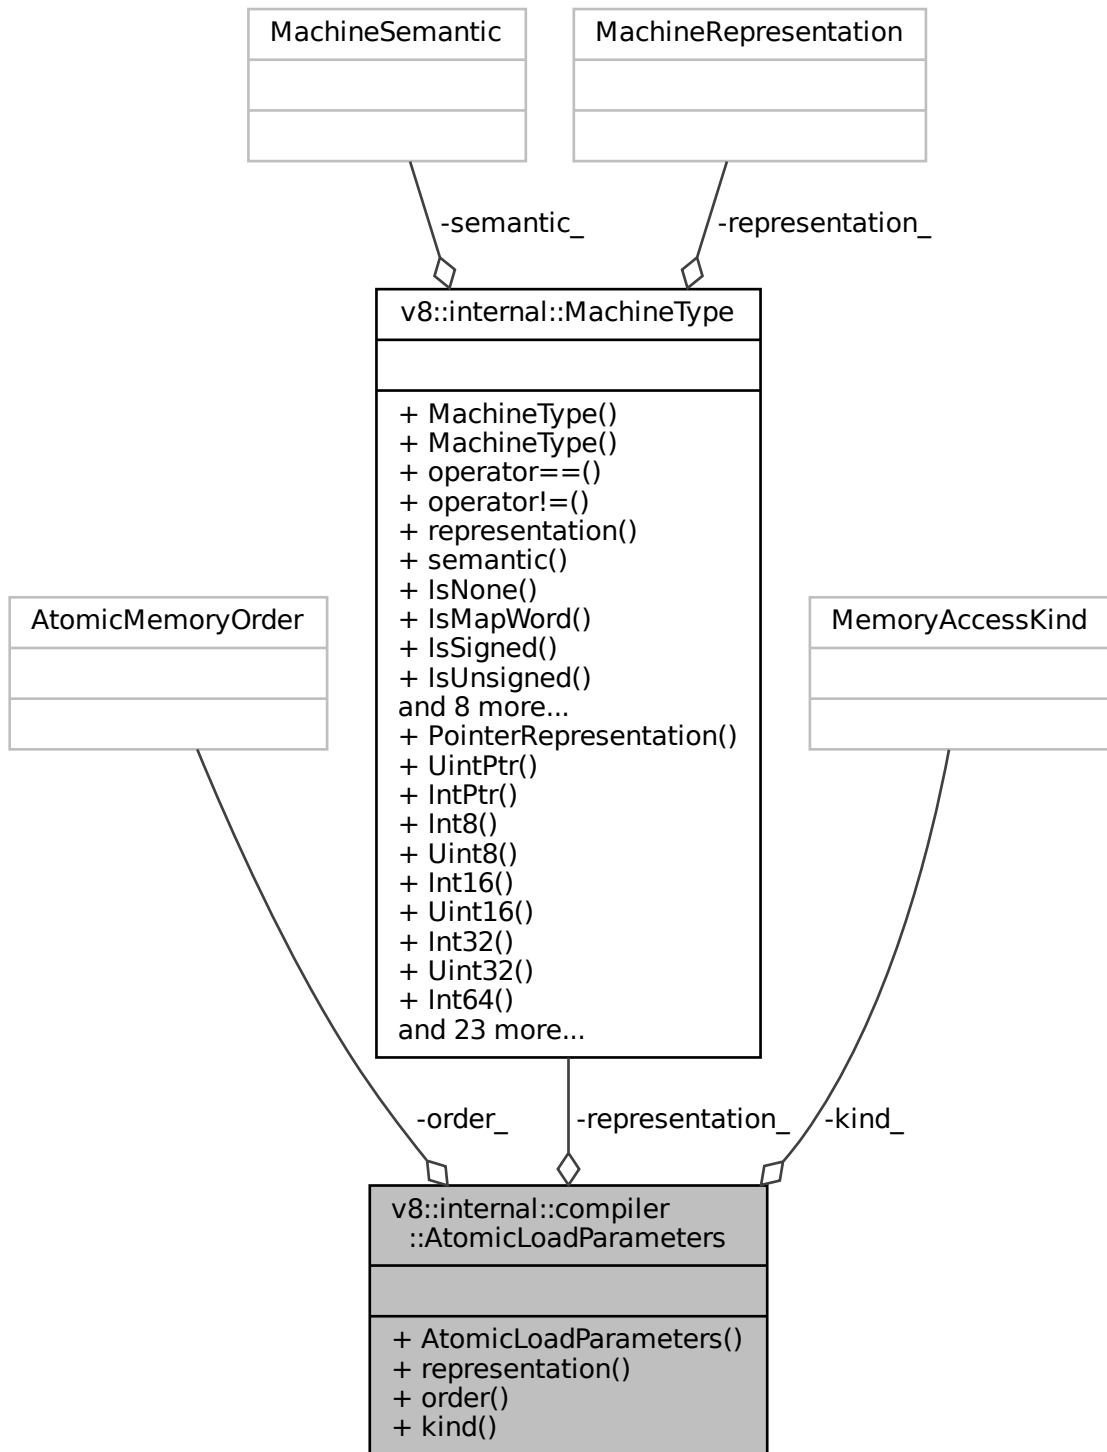 MachineSemantic
MachineRepresentation
-semantic_
-representation_
v8::internal::MachineType
+ MachineType()
+ MachineType()
+ operator==()
+ operator!=()
+ representation()
+ semantic()
+ IsNone()
+ IsMapWord()
+ IsSigned()
+ IsUnsigned()
and 8 more...
+ PointerRepresentation()
+ UintPtr()
+ IntPtr()
+ Int8()
+ Uint8()
+ Int16()
+ Uint16()
+ Int32()
+ Uint32()
+ Int64()
and 23 more...
AtomicMemoryOrder
MemoryAccessKind
-order_
-representation_
-kind_
v8::internal::compiler
::AtomicLoadParameters
+ AtomicLoadParameters()
+ representation()
+ order()
+ kind()